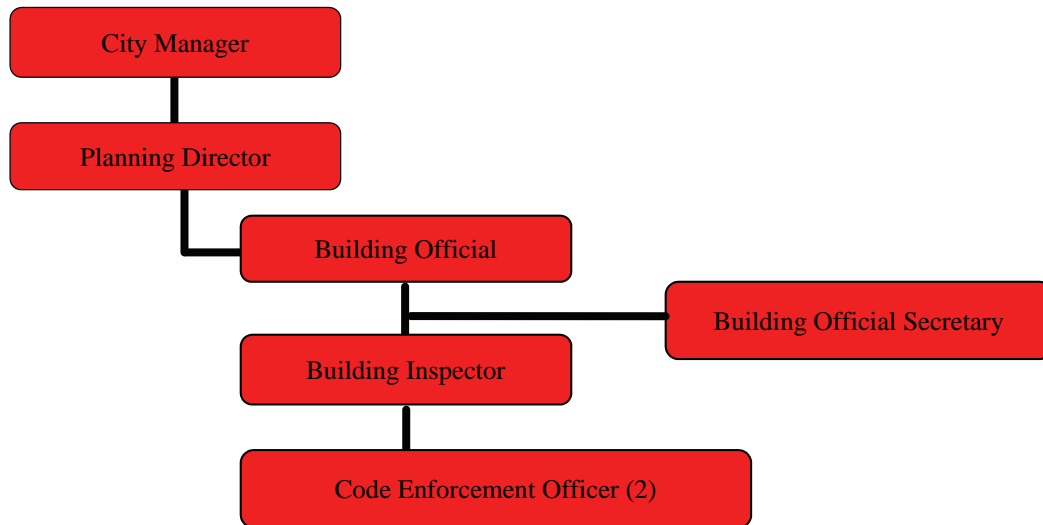 City Manager
Planning Director
Building Official
Building Official Secretary
Building Inspector
Code Enforcement Officer (2)